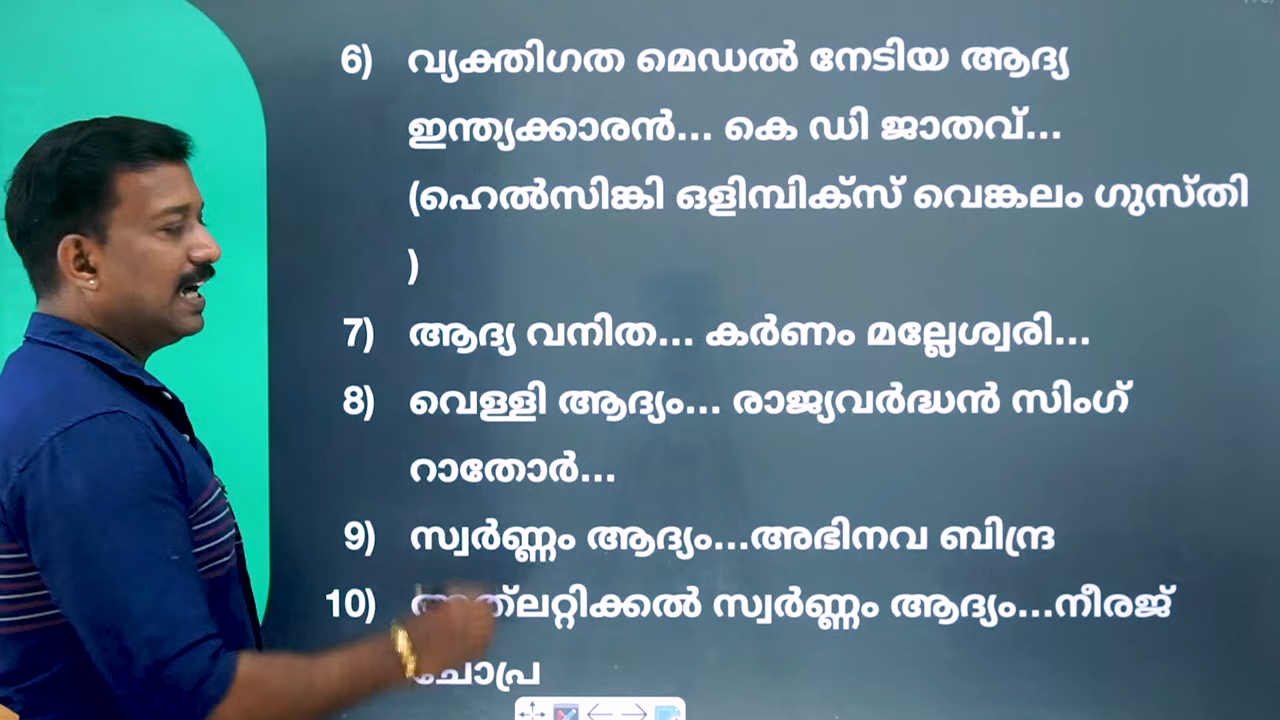 6) വ്യക്തിഗത മെഡൽ നേടിയ ആദ്യ
ഇന്ത്യക്കാരൻ... കെ ഡി ജാതവ്...
(ഹെൽസിങ്കി ഒളിമ്പിക്സ് വെങ്കലം ഗുസ്തി
)
7) ആദ്യ വനിത... കർണം മല്ലേശ്വരി...
8) വെള്ളി ആദ്യം... രാജ്യവർദ്ധൻ സിംഗ്
റാതോർ...
9) സ്വർണ്ണം ആദ്യം...അഭിനവ ബിന്ദ്ര
10) സ്വർണ്ണം ആദ്യം...നീരജ്
ചോപ്ര